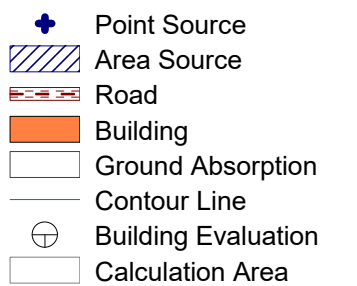 Point Source
Area Source
Road
Building
Ground Absorption
Contour Line
Building Evaluation
Calculation Area